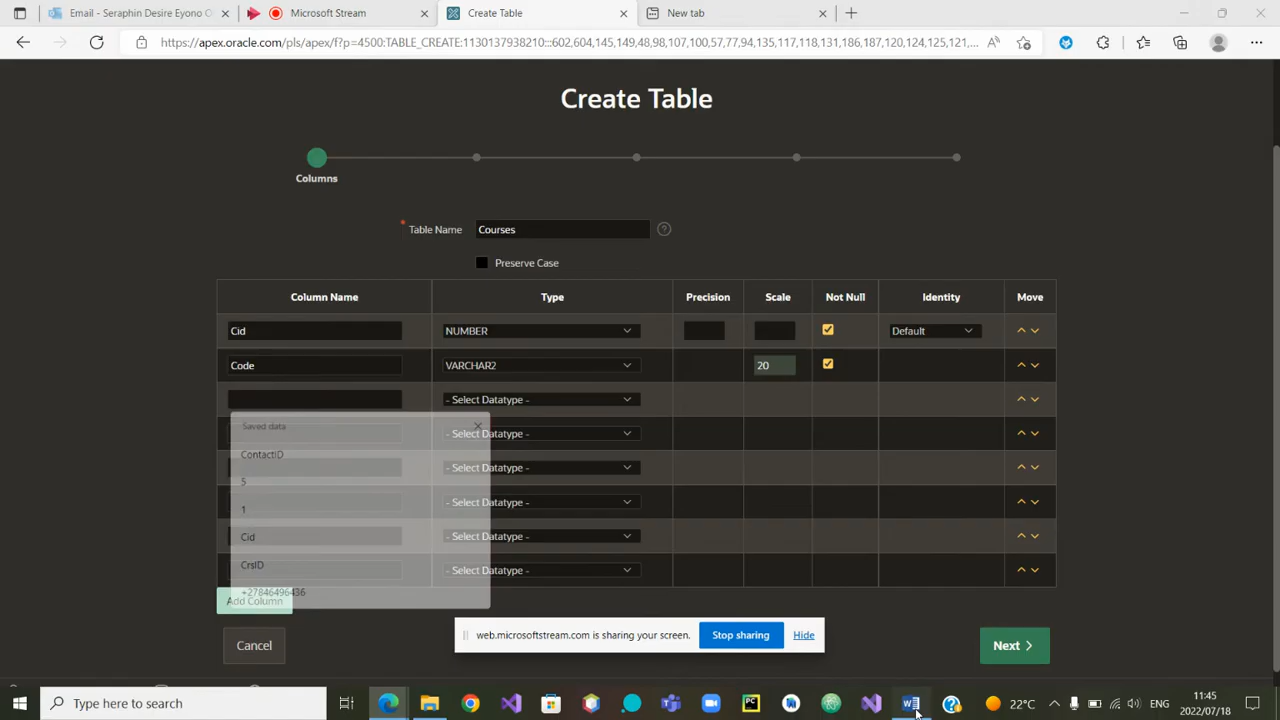 Email - Seraphin Desire Eyono O
Microsoft Stream
Create Table
New tab
https://apex.oracle.com/pls/apex/f?p=4500:TABLE_CREATE:1130137938210:::602,604,145,149,48,98,107,100,57,77,94,135,117,118,131,186,187,120,124,125,121,...
Create Table
Columns
* Table Name Courses ?
Preserve Case
Column Name Type Precision Scale Not Null Identity Move
Cid NUMBER Default
Code VARCHAR2 20
- Select Datatype -
Saved data
- Select Datatype -
ContactID
- Select Datatype -
5
- Select Datatype -
1
Cid
- Select Datatype -
CrsID
- Select Datatype -
+27846496436
Add Column
web.microsoftstream.com is sharing your screen. Stop sharing Hide
Cancel
Next
Type here to search
22°C
ENG
11:45
2022/07/18